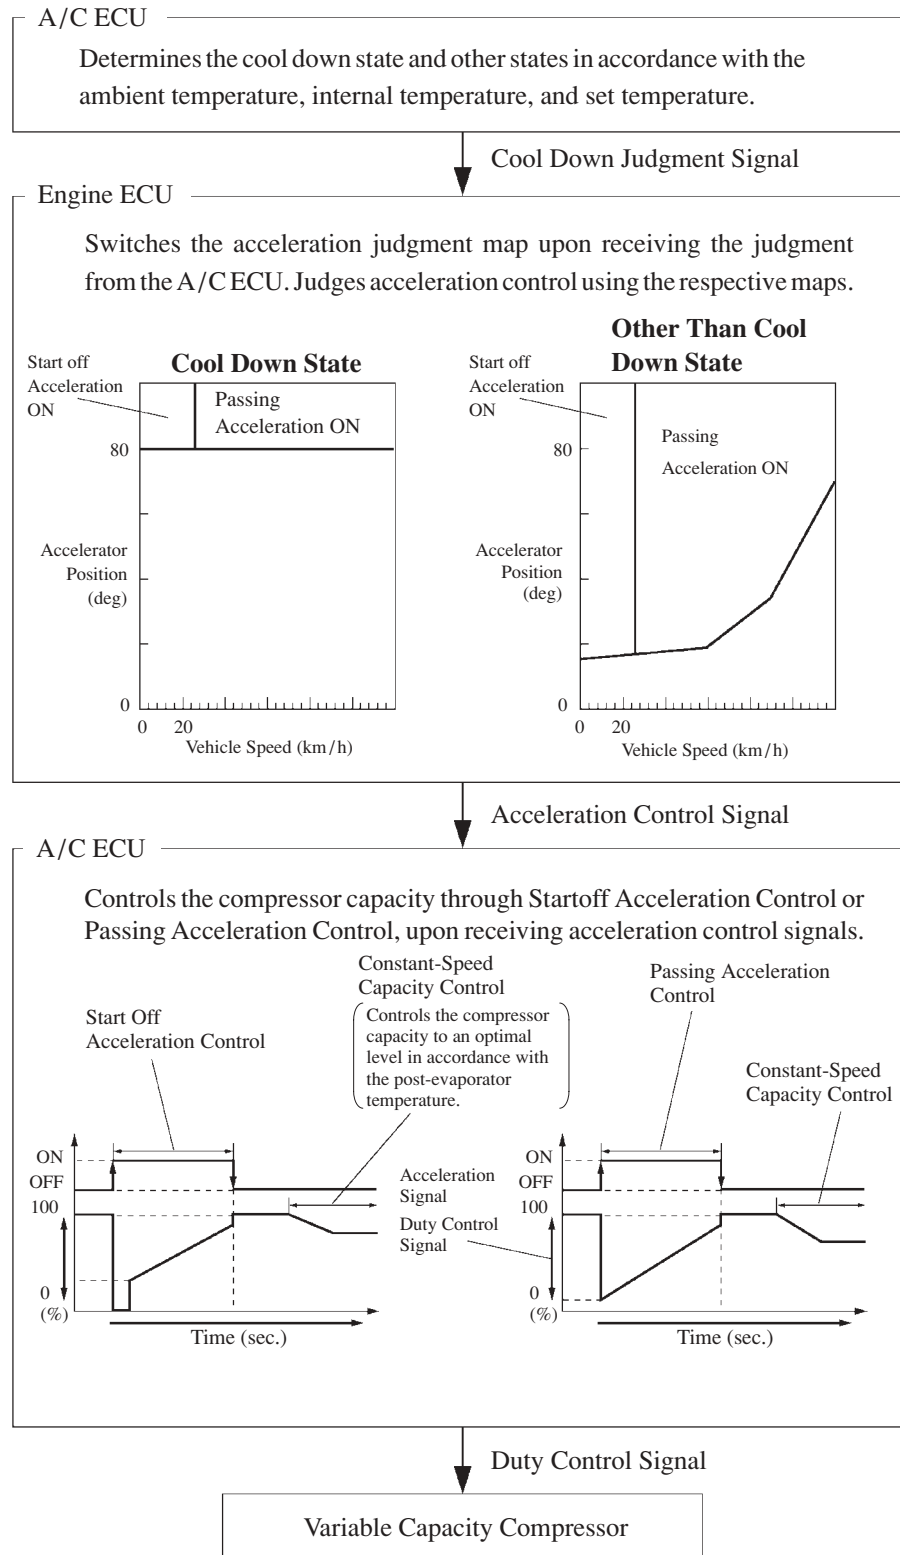 A/C ECU
Determines the cool down state and other states in accordance with the
ambient temperature, internal temperature, and set temperature.
Cool Down Judgment Signal
Engine ECU
Switches the acceleration judgment map upon receiving the judgment
from the A/C ECU. Judges acceleration control using the respective maps.
Start off
Acceleration
ON
Cool Down State
Passing
Acceleration ON
80
Accelerator
Position
(deg)
0
0 20
Vehicle Speed (km/h)
Other Than Cool
Down State
Start off
Acceleration
ON
Passing
Acceleration ON
80
Accelerator
Position
(deg)
0
0 20
Vehicle Speed (km/h)
Acceleration Control Signal
A/C ECU
Controls the compressor capacity through Startoff Acceleration Control or
Passing Acceleration Control, upon receiving acceleration control signals.
Start Off
Acceleration Control
Constant-Speed
Capacity Control
Controls the compressor
capacity to an optimal
level in accordance with
the post-evaporator
temperature.
Passing Acceleration
Control
Constant-Speed
Capacity Control
ON
OFF
100
0
(%)
Time (sec.)
Acceleration
Signal
Duty Control
Signal
ON
OFF
100
0
(%)
Time (sec.)
Duty Control Signal
Variable Capacity Compressor